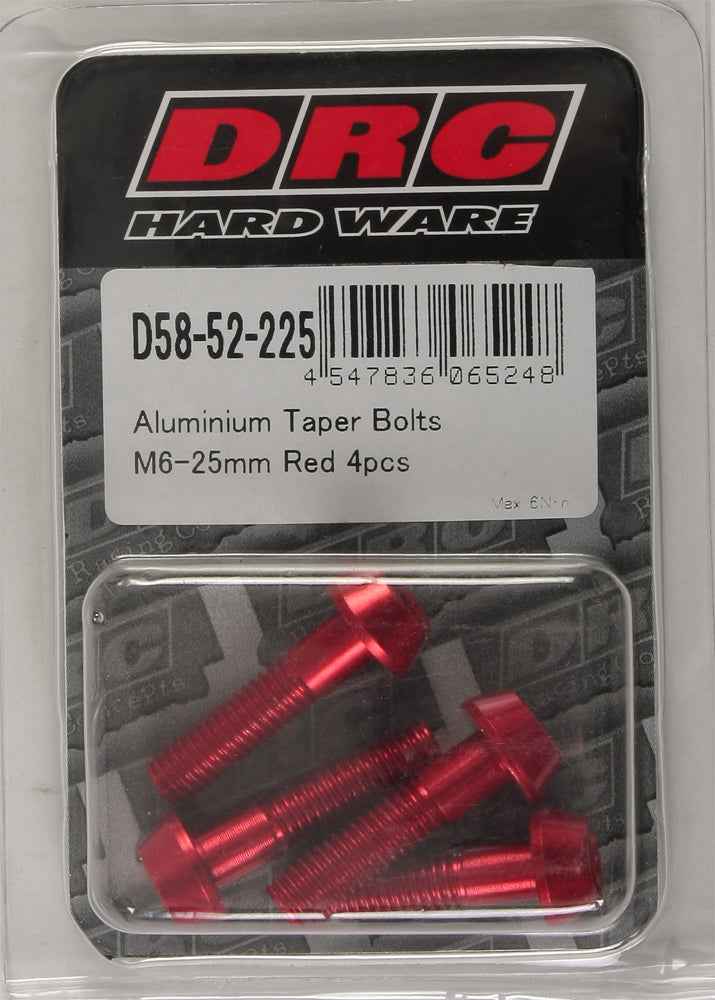 DRC
HARD WARE
D58-52-225
4 547836 065248
Aluminium Taper Bolts
M6-25mm Red 4pcs
Max 6N·